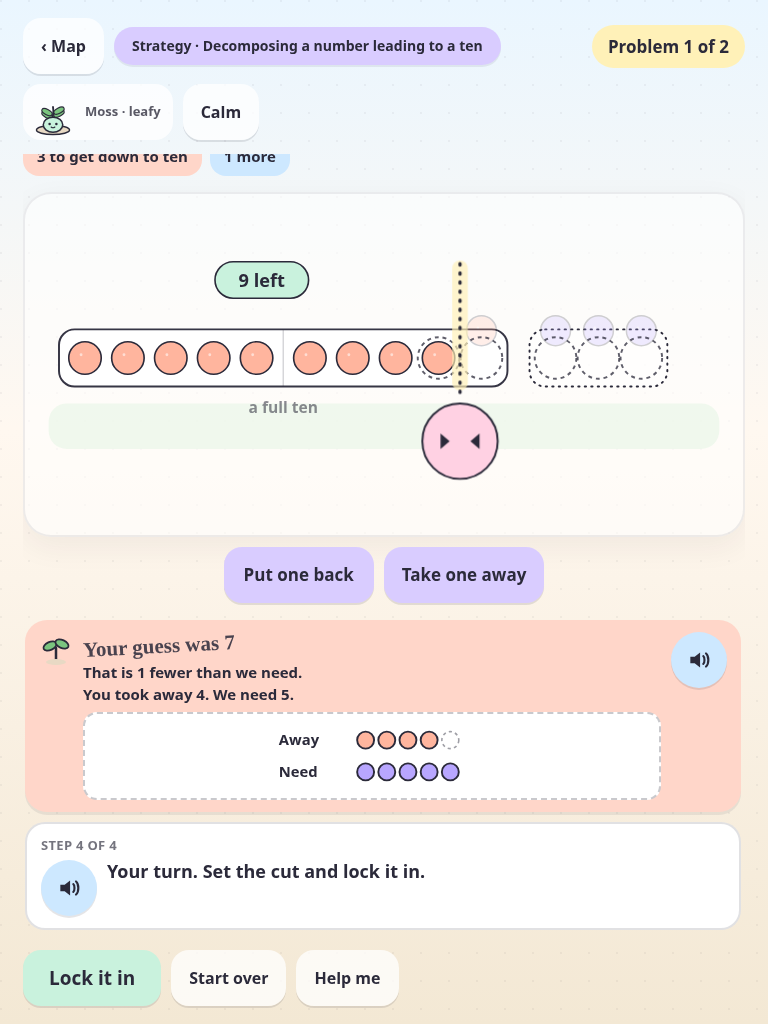 ‹ Map
Strategy · Decomposing a number leading to a ten
Problem 1 of 2
Moss · leafy
Calm
3 to get down to ten
1 more
9 left
a full ten
Put one back
Take one away
Your guess was 7
That is 1 fewer than we need.
You took away 4. We need 5.
Away
Need
STEP 4 OF 4
Your turn. Set the cut and lock it in.
Lock it in
Start over
Help me